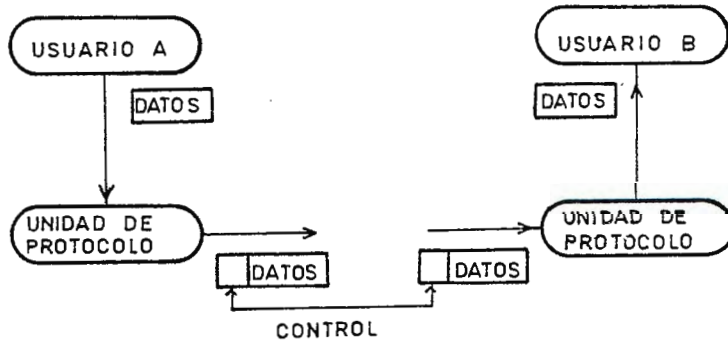 USUARIO A
USUARIO B
DATOS
DATOS
UNIDAD DE
PROTOCOLO
UNIDAD DE
PROTOCOLO
DATOS
DATOS
CONTROL